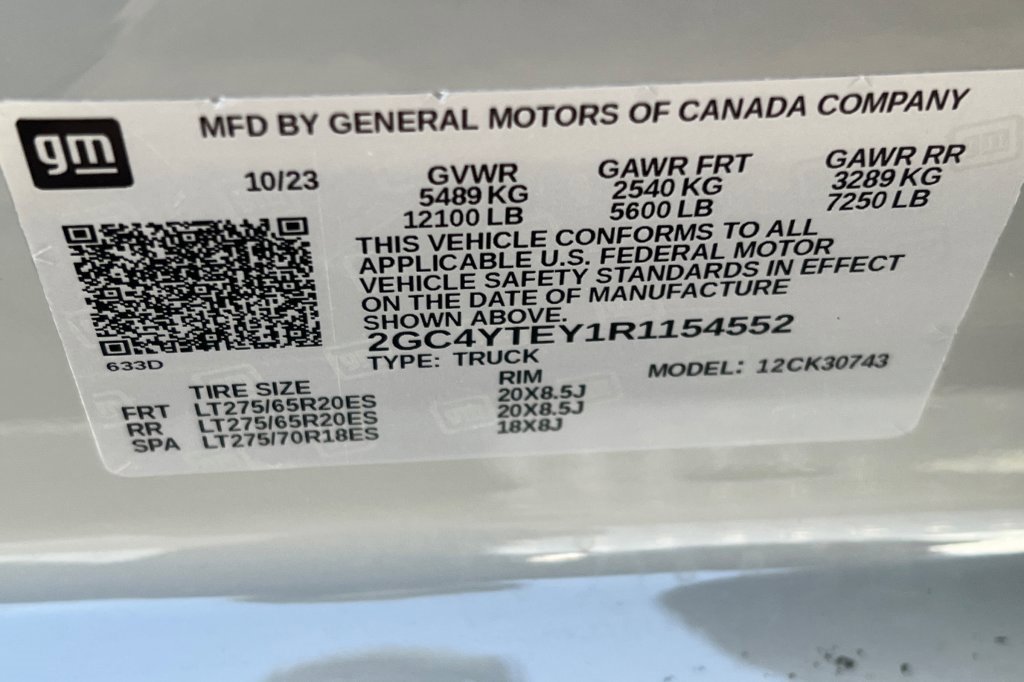 gm
MFD BY GENERAL MOTORS OF CANADA COMPANY
10/23
GVWR
5489 KG
12100 LB
GAWR FRT
2540 KG
5600 LB
GAWR RR
3289 KG
7250 LB
THIS VEHICLE CONFORMS TO ALL
APPLICABLE U.S. FEDERAL MOTOR
VEHICLE SAFETY STANDARDS IN EFFECT
ON THE DATE OF MANUFACTURE
SHOWN ABOVE.
2GC4YTEY1R1154552
TYPE: TRUCK
MODEL: 12CK30743
633D
TIRE SIZE
RIM
FRT LT275/65R20ES 20X8.5J
RR LT275/65R20ES 20X8.5J
SPA LT275/70R18ES 18X8J